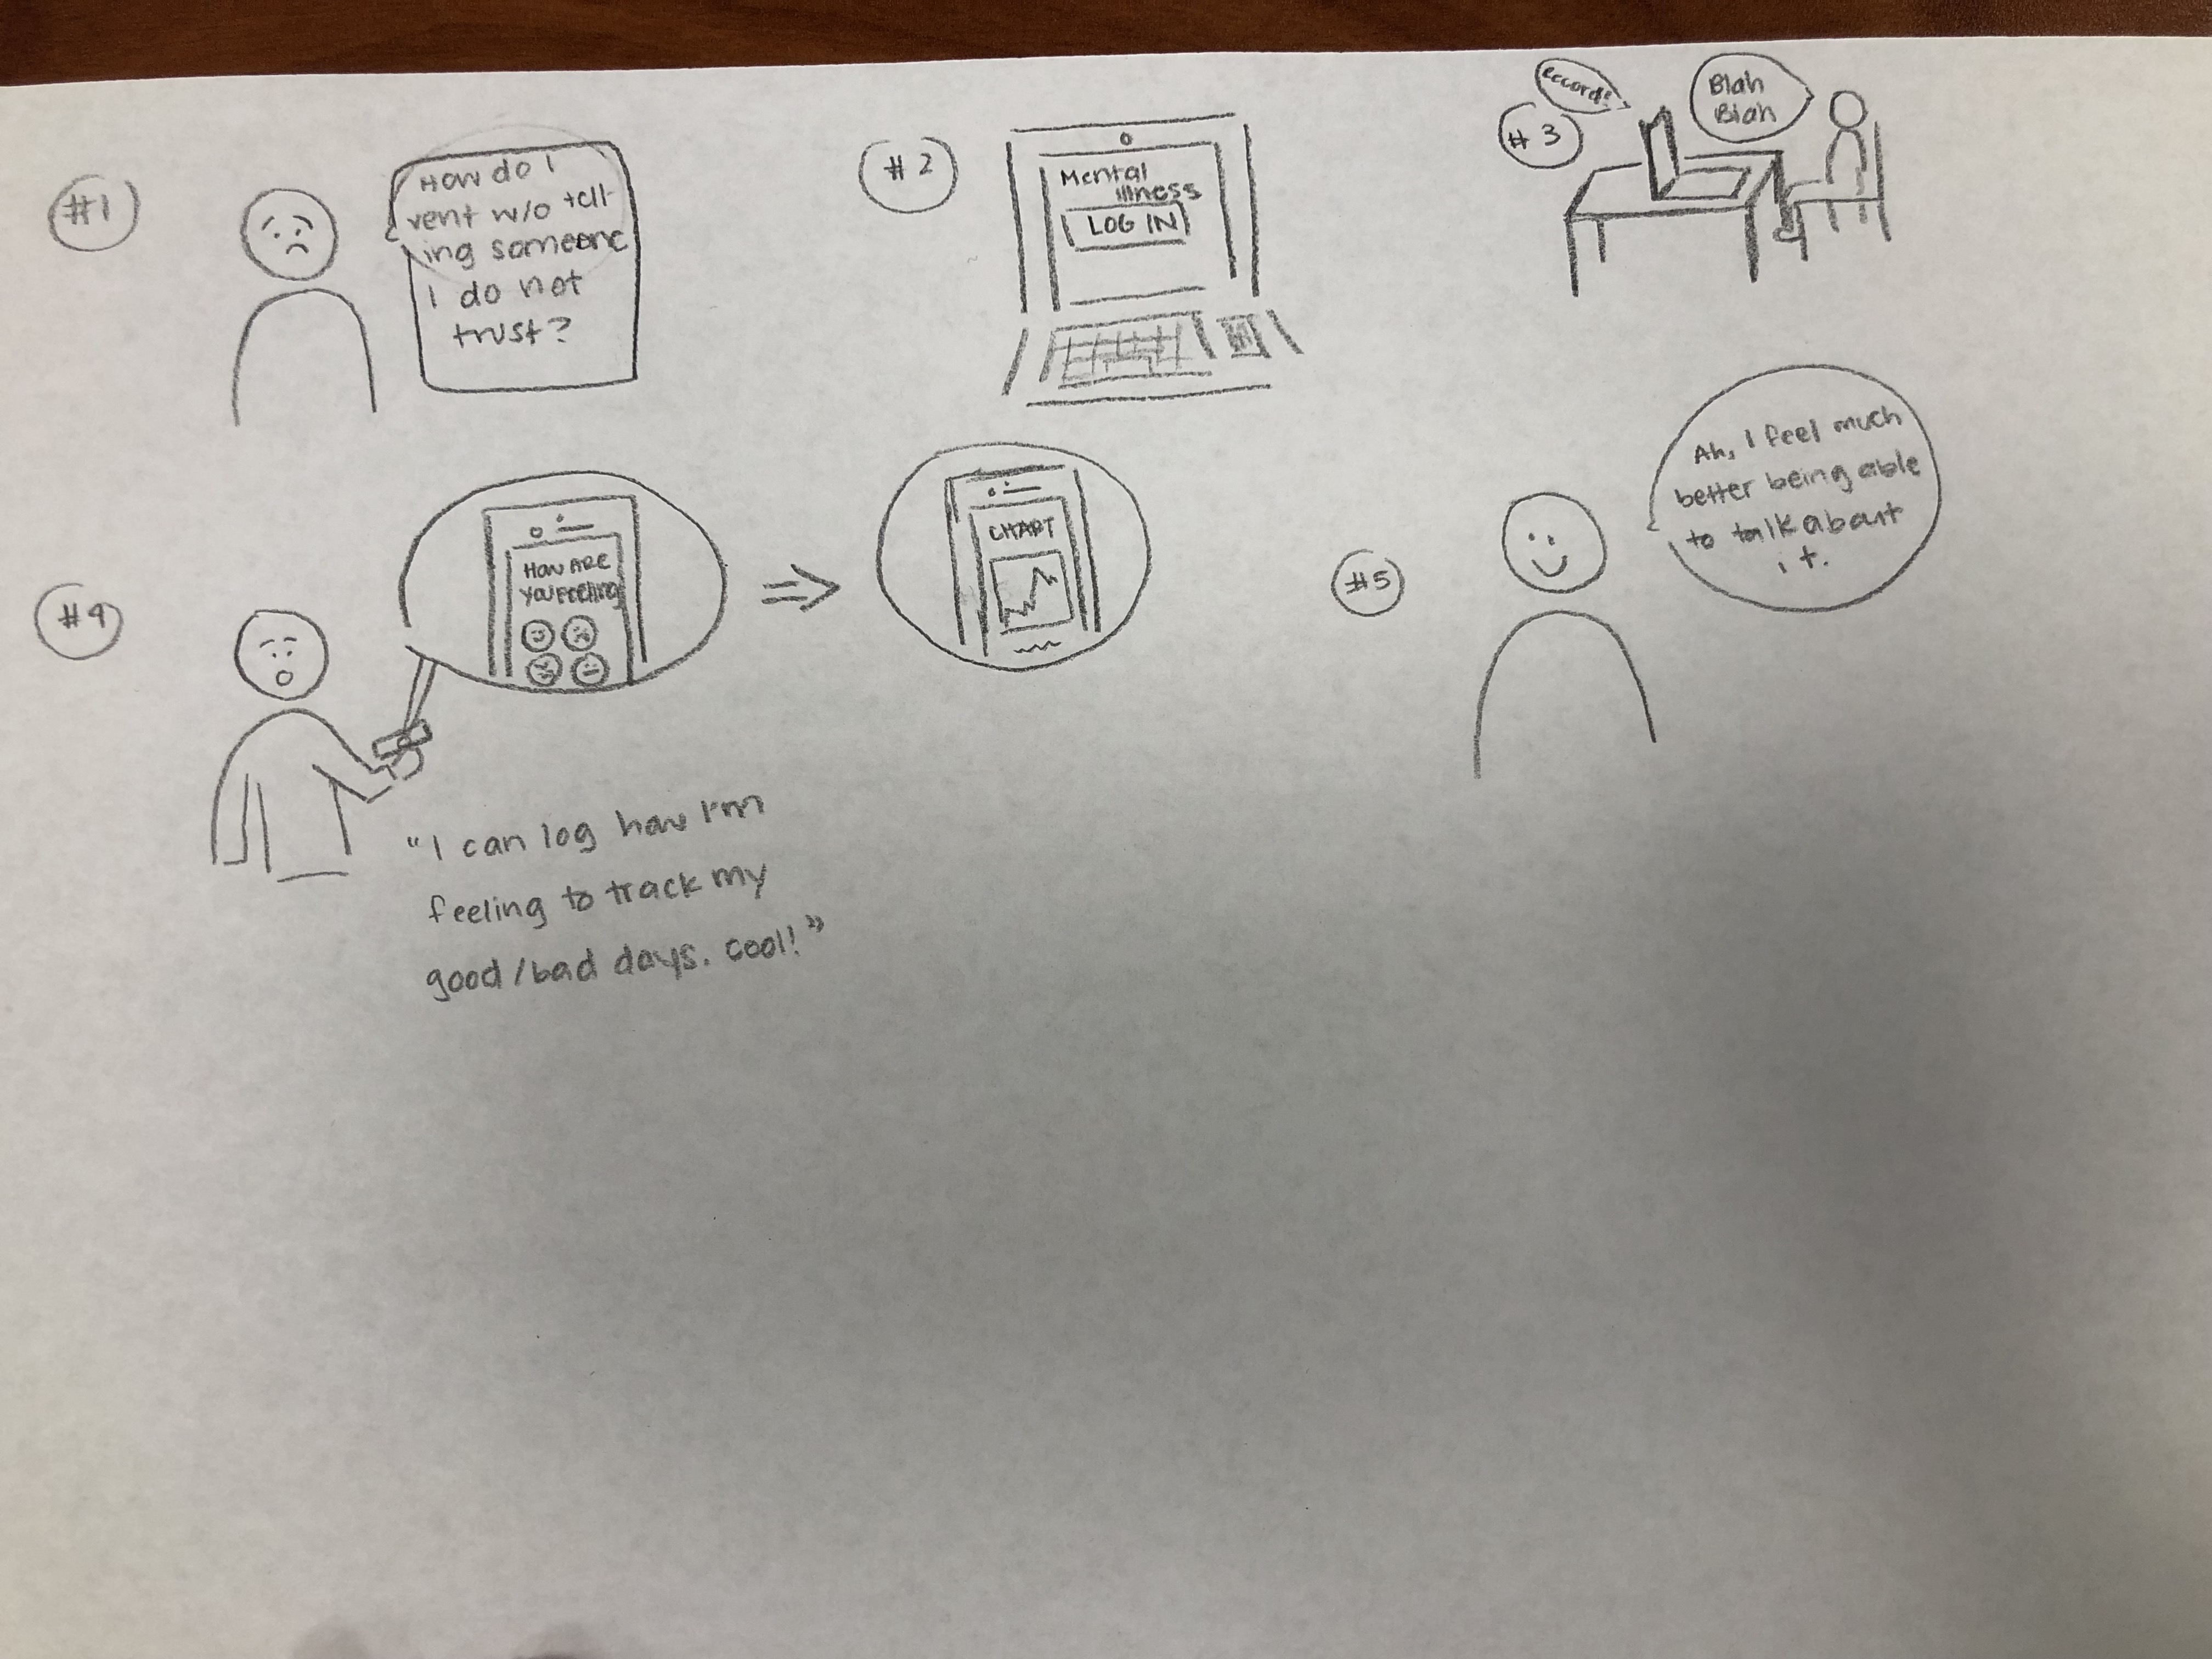 #1
How do I
vent w/o tell-
ing someone
I do not
trust?
#2
Mental
illness
LOG IN
#3
Blah
Blah
#4
HOW ARE
YOU FEELING
CHART
"I can log how I'm
feeling to track my
good/bad days. cool!"
#5
Ah, I feel much
better being able
to talk about
it.